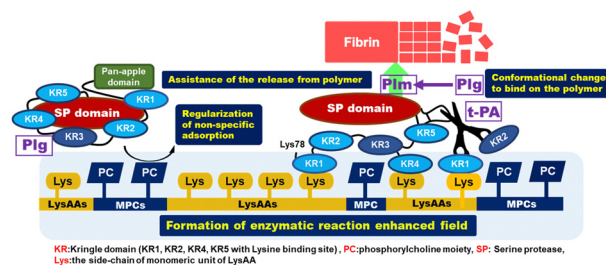 Fibrin
Pan-apple
domain
KR5
KR1
SP domain
KR4
KR2
KR3
Plg
Assistance of the release from polymer
Regularization
of non-specific
adsorption
Plm
Plg
Conformational change
to bind on the polymer
SP domain
t-PA
KR5
KR2
Lys78
KR2
KR3
KR1
KR4
KR1
Lys
PC
PC
Lys
Lys
Lys
Lys
PC
Lys
Lys
PC
PC
LysAAs
MPCs
LysAAs
MPC
LysAAs
MPCs
Formation of enzymatic reaction enhanced field
KR:Kringle domain (KR1, KR2, KR4, KR5 with Lysine binding site) , PC:phosphorylcholine moiety, SP: Serine protease,
Lys:the side-chain of monomeric unit of LysAA